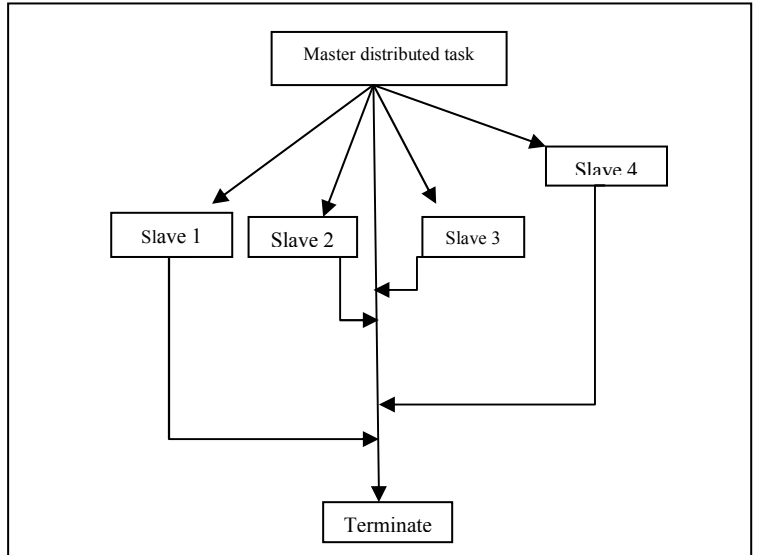 Master distributed task
Slave 4
Slave 1
Slave 2
Slave 3
Terminate